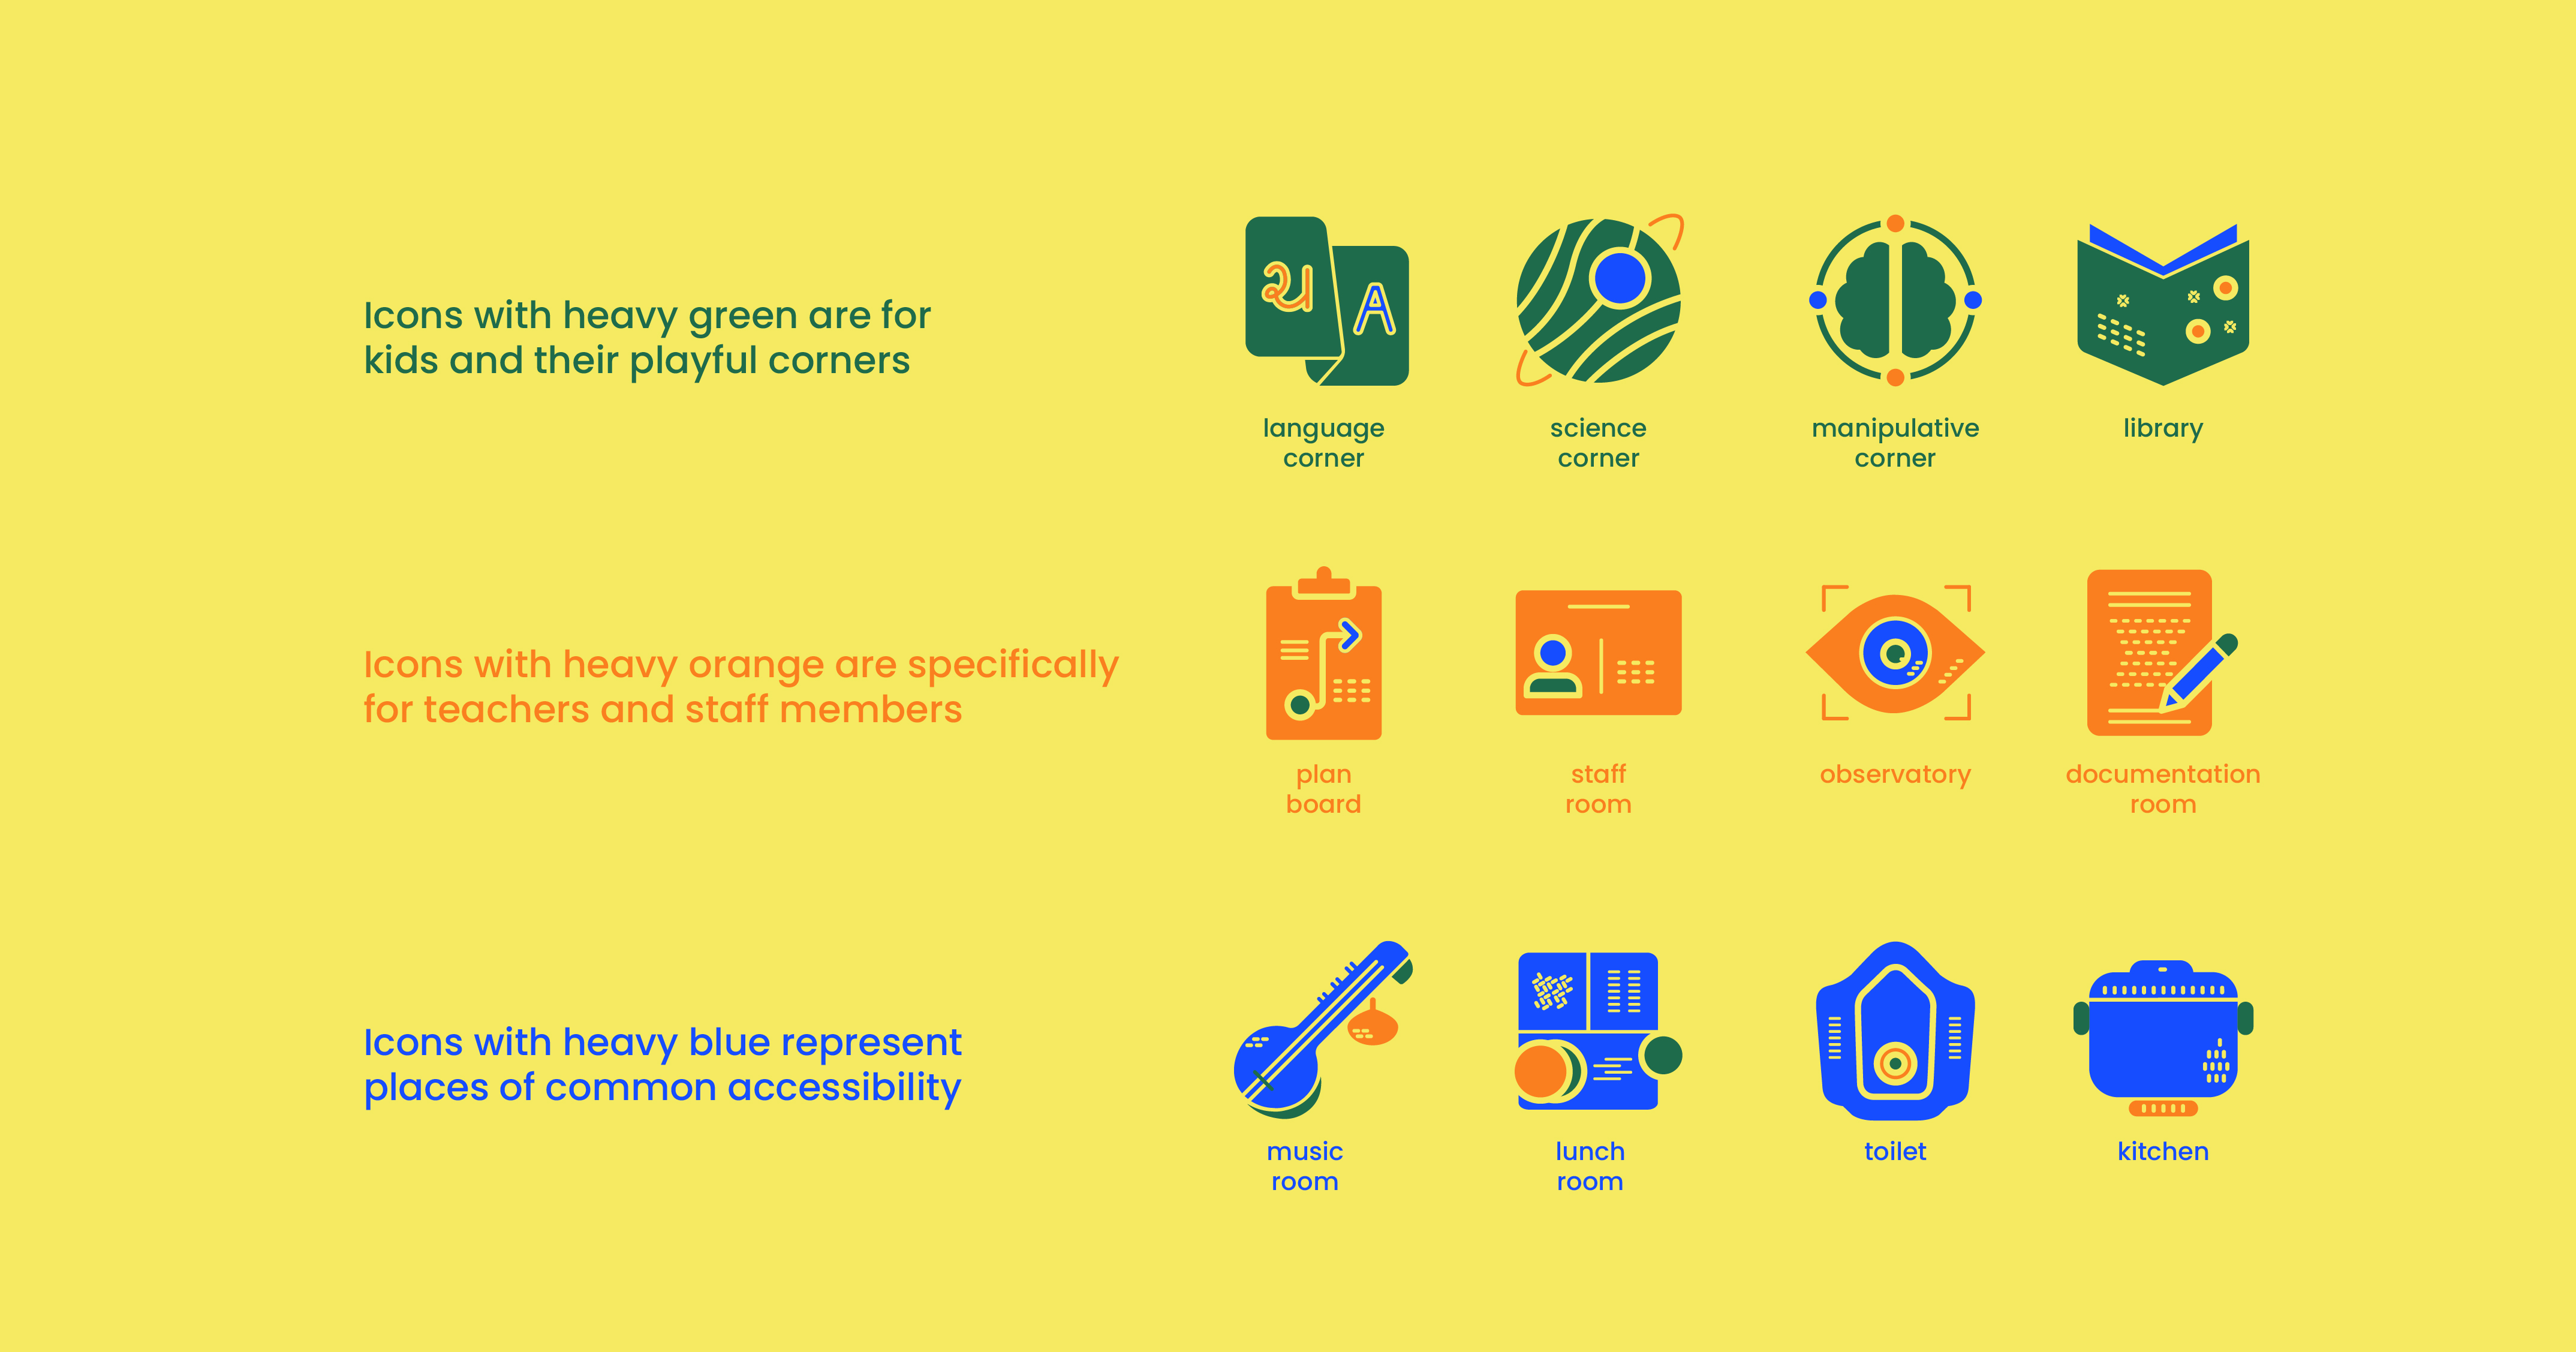 Icons with heavy green are for
kids and their playful corners
અ
A
language
corner
science
corner
manipulative
corner
library
Icons with heavy orange are specifically
for teachers and staff members
plan
board
staff
room
observatory
documentation
room
Icons with heavy blue represent
places of common accessibility
music
room
lunch
room
toilet
kitchen